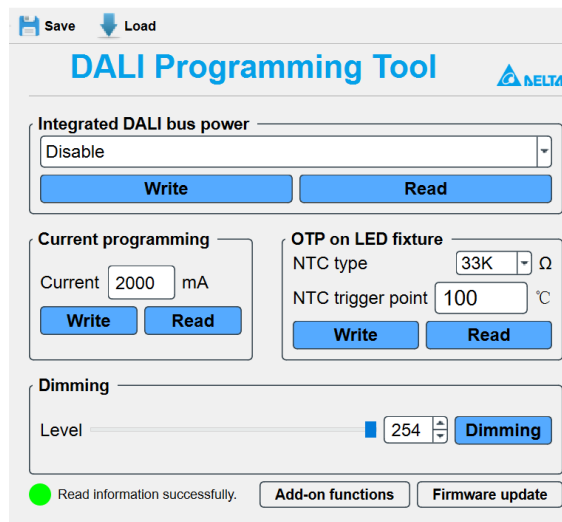 Save Load
DALI Programming Tool
DELTA
Integrated DALI bus power
Disable
Write Read
Current programming
Current 2000 mA
Write Read
OTP on LED fixture
NTC type 33K Ω
NTC trigger point 100 ℃
Write Read
Dimming
Level 254 Dimming
Read information successfully. Add-on functions Firmware update